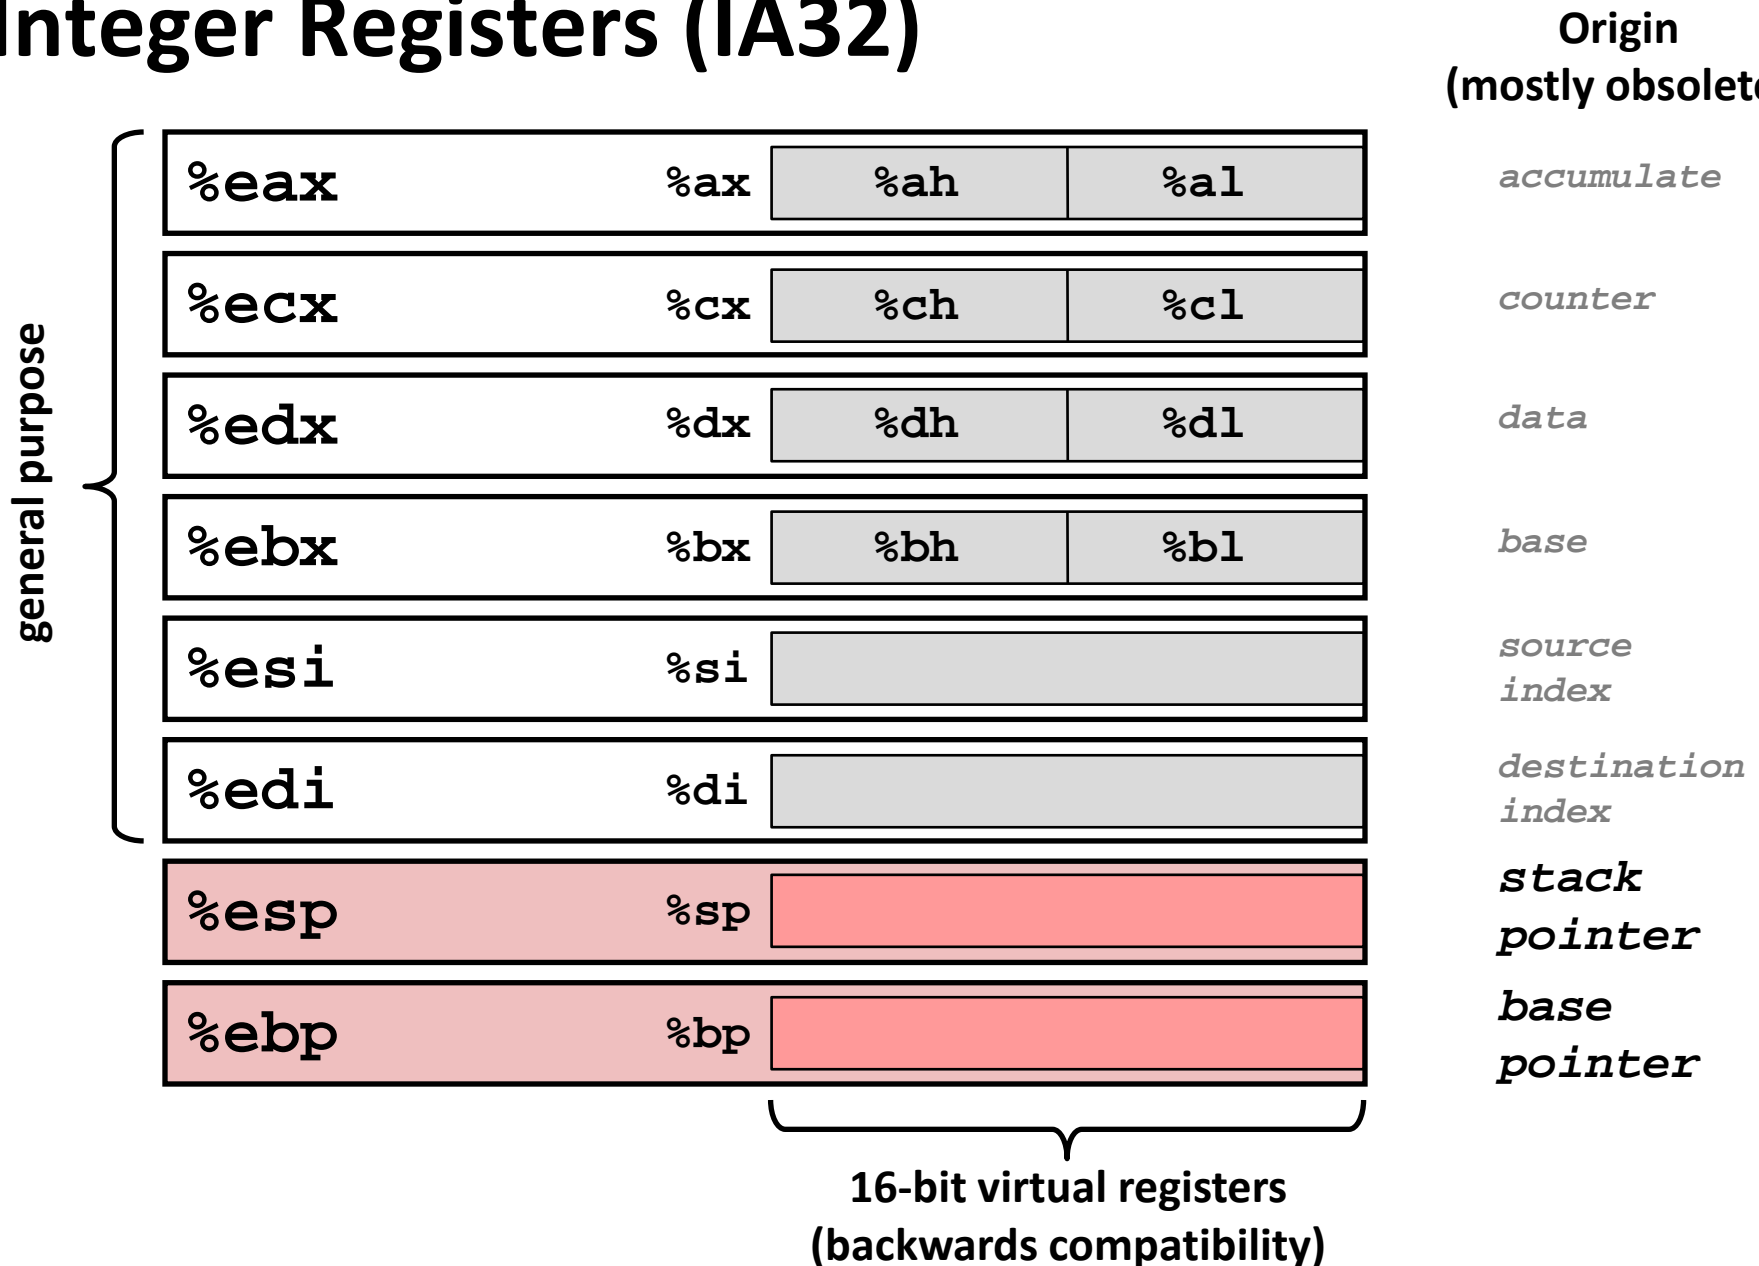 Integer Registers (IA32)
Origin
(mostly obsolete
general purpose
%eax %ax %ah %al accumulate
%ecx %cx %ch %cl counter
%edx %dx %dh %dl data
%ebx %bx %bh %bl base
%esi %si source
index
%edi %di destination
index
%esp %sp stack
pointer
%ebp %bp base
pointer
16-bit virtual registers
(backwards compatibility)